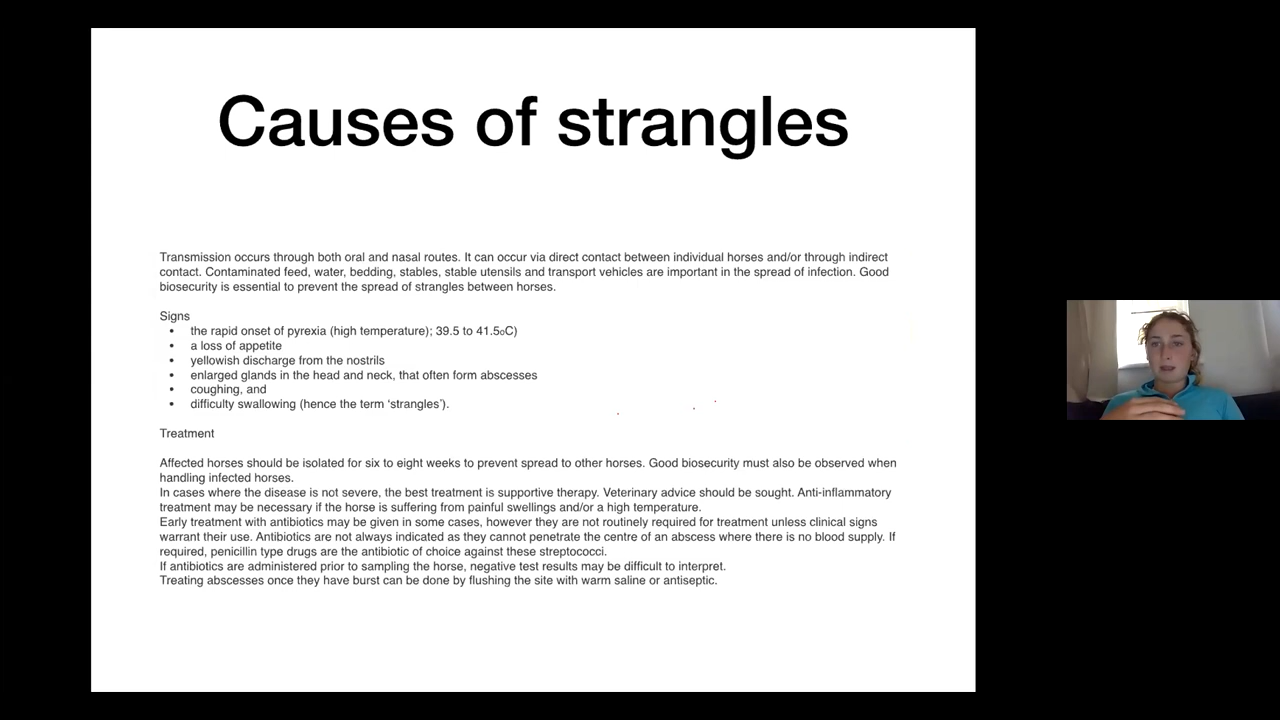 Causes of strangles
Transmission occurs through both oral and nasal routes. It can occur via direct contact between individual horses and/or through indirect
contact. Contaminated feed, water, bedding, stables, stable utensils and transport vehicles are important in the spread of infection. Good
biosecurity is essential to prevent the spread of strangles between horses.
Signs
• the rapid onset of pyrexia (high temperature); 39.5 to 41.5oC)
• a loss of appetite
• yellowish discharge from the nostrils
• enlarged glands in the head and neck, that often form abscesses
• coughing, and
• difficulty swallowing (hence the term ‘strangles’).
Treatment
Affected horses should be isolated for six to eight weeks to prevent spread to other horses. Good biosecurity must also be observed when
handling infected horses.
In cases where the disease is not severe, the best treatment is supportive therapy. Veterinary advice should be sought. Anti-inflammatory
treatment may be necessary if the horse is suffering from painful swellings and/or a high temperature.
Early treatment with antibiotics may be given in some cases, however they are not routinely required for treatment unless clinical signs
warrant their use. Antibiotics are not always indicated as they cannot penetrate the centre of an abscess where there is no blood supply. If
required, penicillin type drugs are the antibiotic of choice against these streptococci.
If antibiotics are administered prior to sampling the horse, negative test results may be difficult to interpret.
Treating abscesses once they have burst can be done by flushing the site with warm saline or antiseptic.